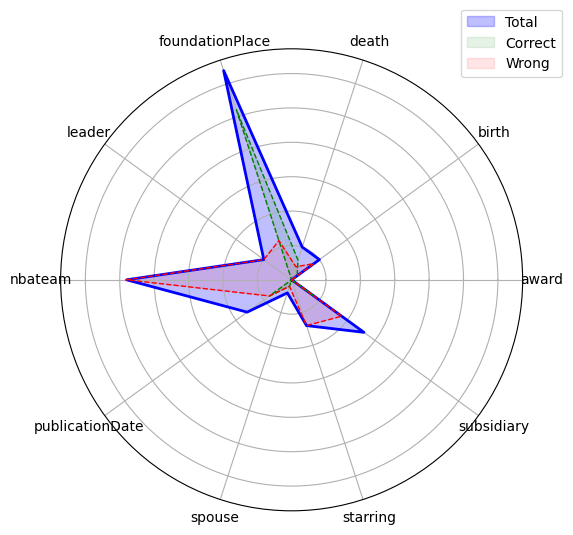 Total
Correct
Wrong
foundationPlace
death
leader
birth
nbateam
award
publicationDate
subsidiary
spouse
starring